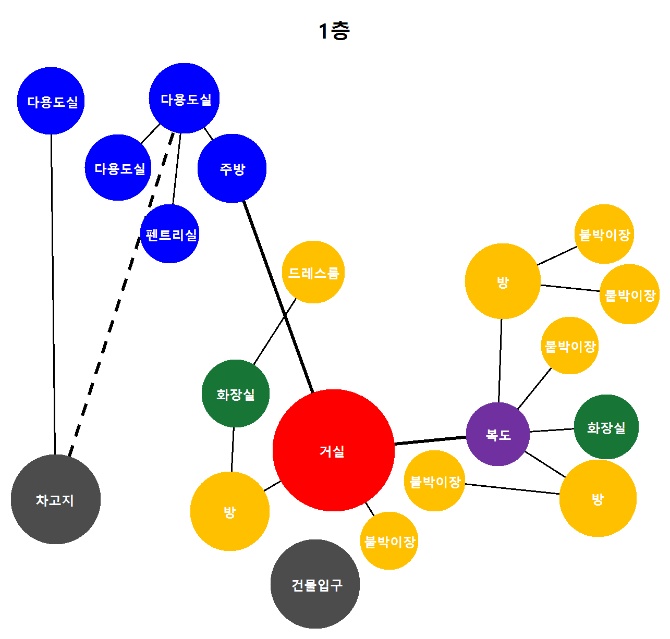 1층
다용도실
다용도실
다용도실
주방
펜트리실
드레스룸
방
붙박이장
붙박이장
붙박이장
화장실
화장실
복도
거실
붙박이장
차고지
방
방
붙박이장
건물입구